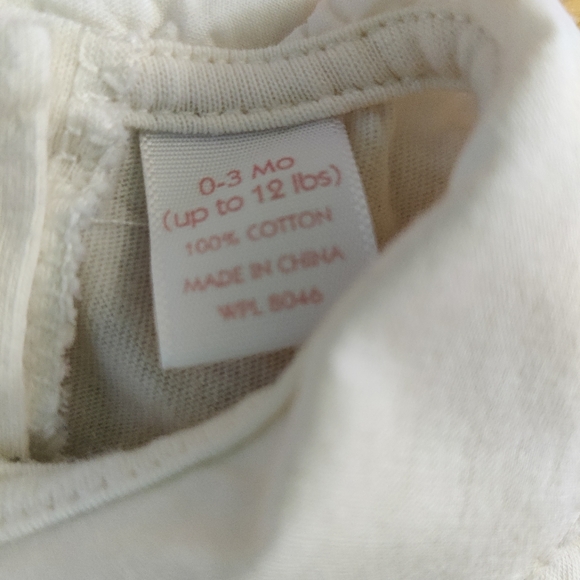 0-3 Mo
(up to 12 lbs)
100% COTTON
MADE IN CHINA
WPL 8046